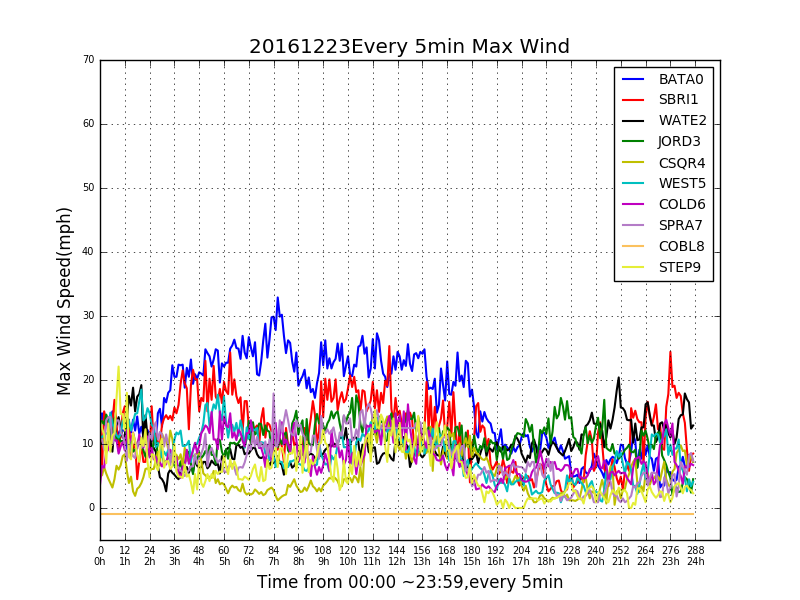 20161223Every 5min Max Wind
Max Wind Speed(mph)
70
60
50
40
30
20
10
0
BATA0
SBRI1
WATE2
JORD3
CSQR4
WEST5
COLD6
SPRA7
COBL8
STEP9
0 12 24 36 48 60 72 84 96 108 120 132 144 156 168 180 192 204 216 228 240 252 264 276 288
0h 1h 2h 3h 4h 5h 6h 7h 8h 9h 10h 11h 12h 13h 14h 15h 16h 17h 18h 19h 20h 21h 22h 23h 24h
Time from 00:00 ~23:59,every 5min